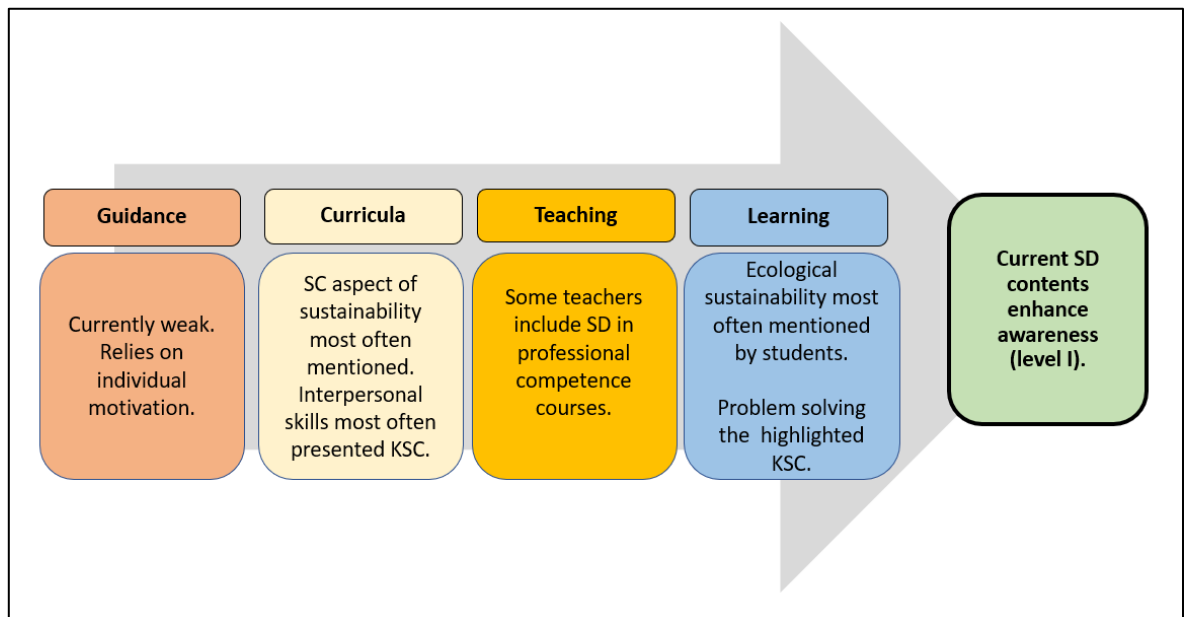 Guidance
Currently weak.
Relies on
individual
motivation.
Curricula
SC aspect of
sustainability
most often
mentioned.
Interpersonal
skills most often
presented KSC.
Teaching
Some teachers
include SD in
professional
competence
courses.
Learning
Ecological
sustainability most
often mentioned
by students.
Problem solving
the highlighted
KSC.
Current SD
contents
enhance
awareness
(level I).